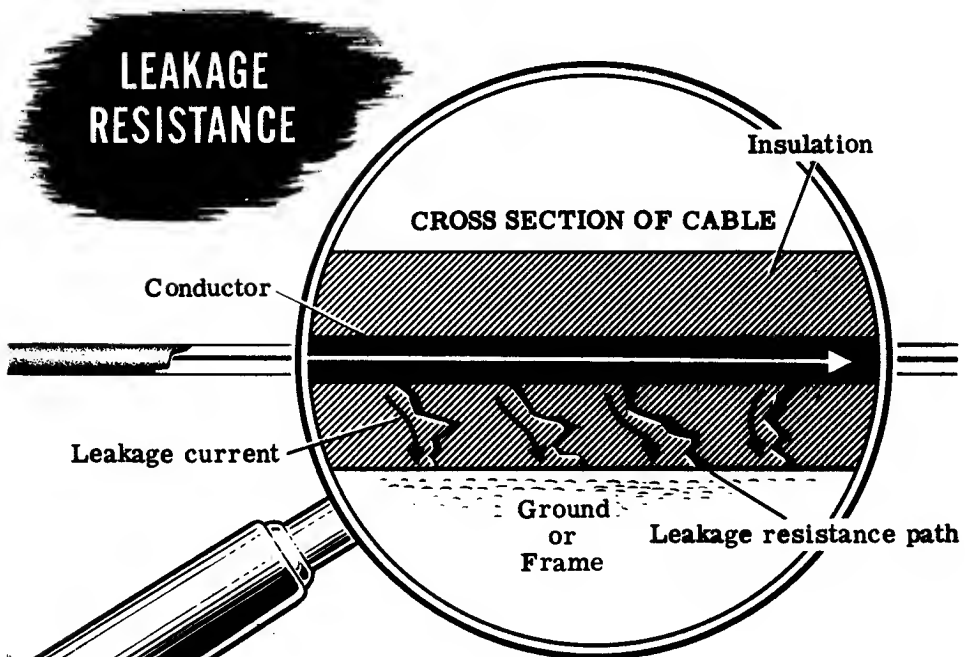 LEAKAGE
RESISTANCE
Insulation
CROSS SECTION OF CABLE
Conductor
Leakage current
Ground
or
Frame
Leakage resistance path